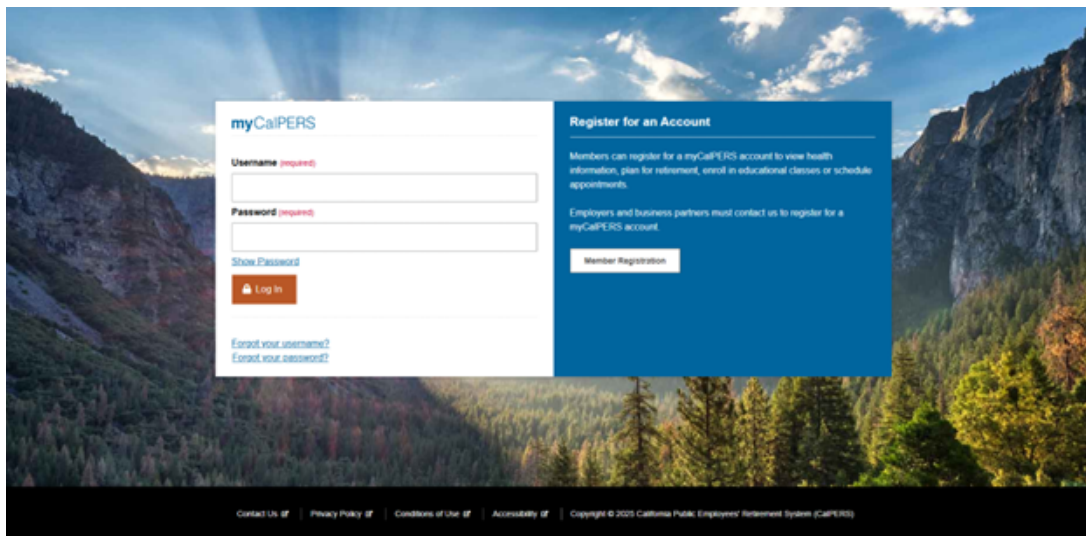 myCalPERS
Username (required)
Password (required)
Show Password
Log In
Forgot your username?
Forgot your password?
Register for an Account
Members can register for a myCalPERS account to view health
information, plan for retirement, enroll in educational classes or schedule
appointments.
Employers and business partners must contact us to register for a
myCalPERS account.
Member Registration
Contact Us
Privacy Policy
Conditions of Use
Accessibility
Copyright © 2025 California Public Employees' Retirement System (CalPERS)